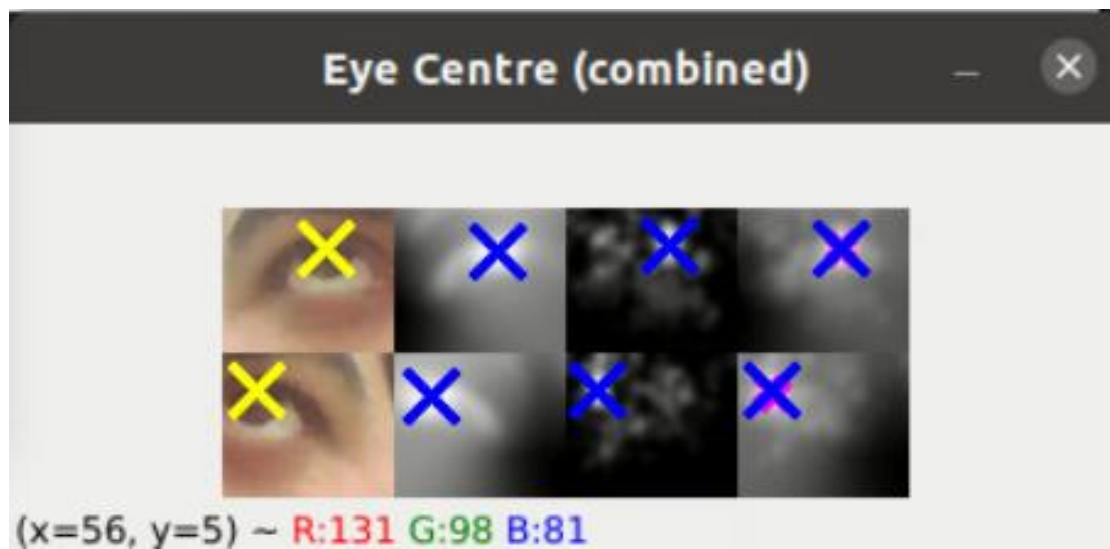 Eye Centre (combined)
(x=56, y=5) ~ R:131 G:98 B:81